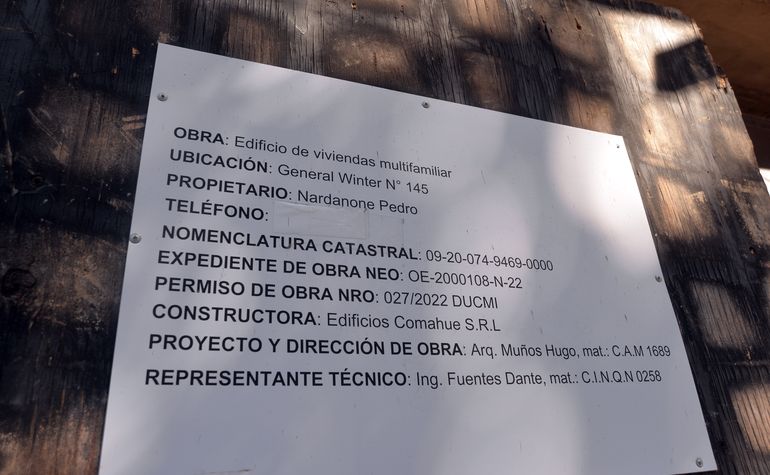 OBRA: Edificio de viviendas multifamiliar
UBICACIÓN: General Winter N° 145
PROPIETARIO: Nardanone Pedro
TELÉFONO:
NOMENCLATURA CATASTRAL: 09-20-074-9469-0000
EXPEDIENTE DE OBRA NEO: OE-2000108-N-22
PERMISO DE OBRA NRO: 027/2022 DUCMI
CONSTRUCTORA: Edificios Comahue S.R.L
PROYECTO Y DIRECCIÓN DE OBRA: Arq. Muños Hugo, mat.: C.A.M 1689
REPRESENTANTE TÉCNICO: Ing. Fuentes Dante, mat.: C.I.N.Q.N 0258